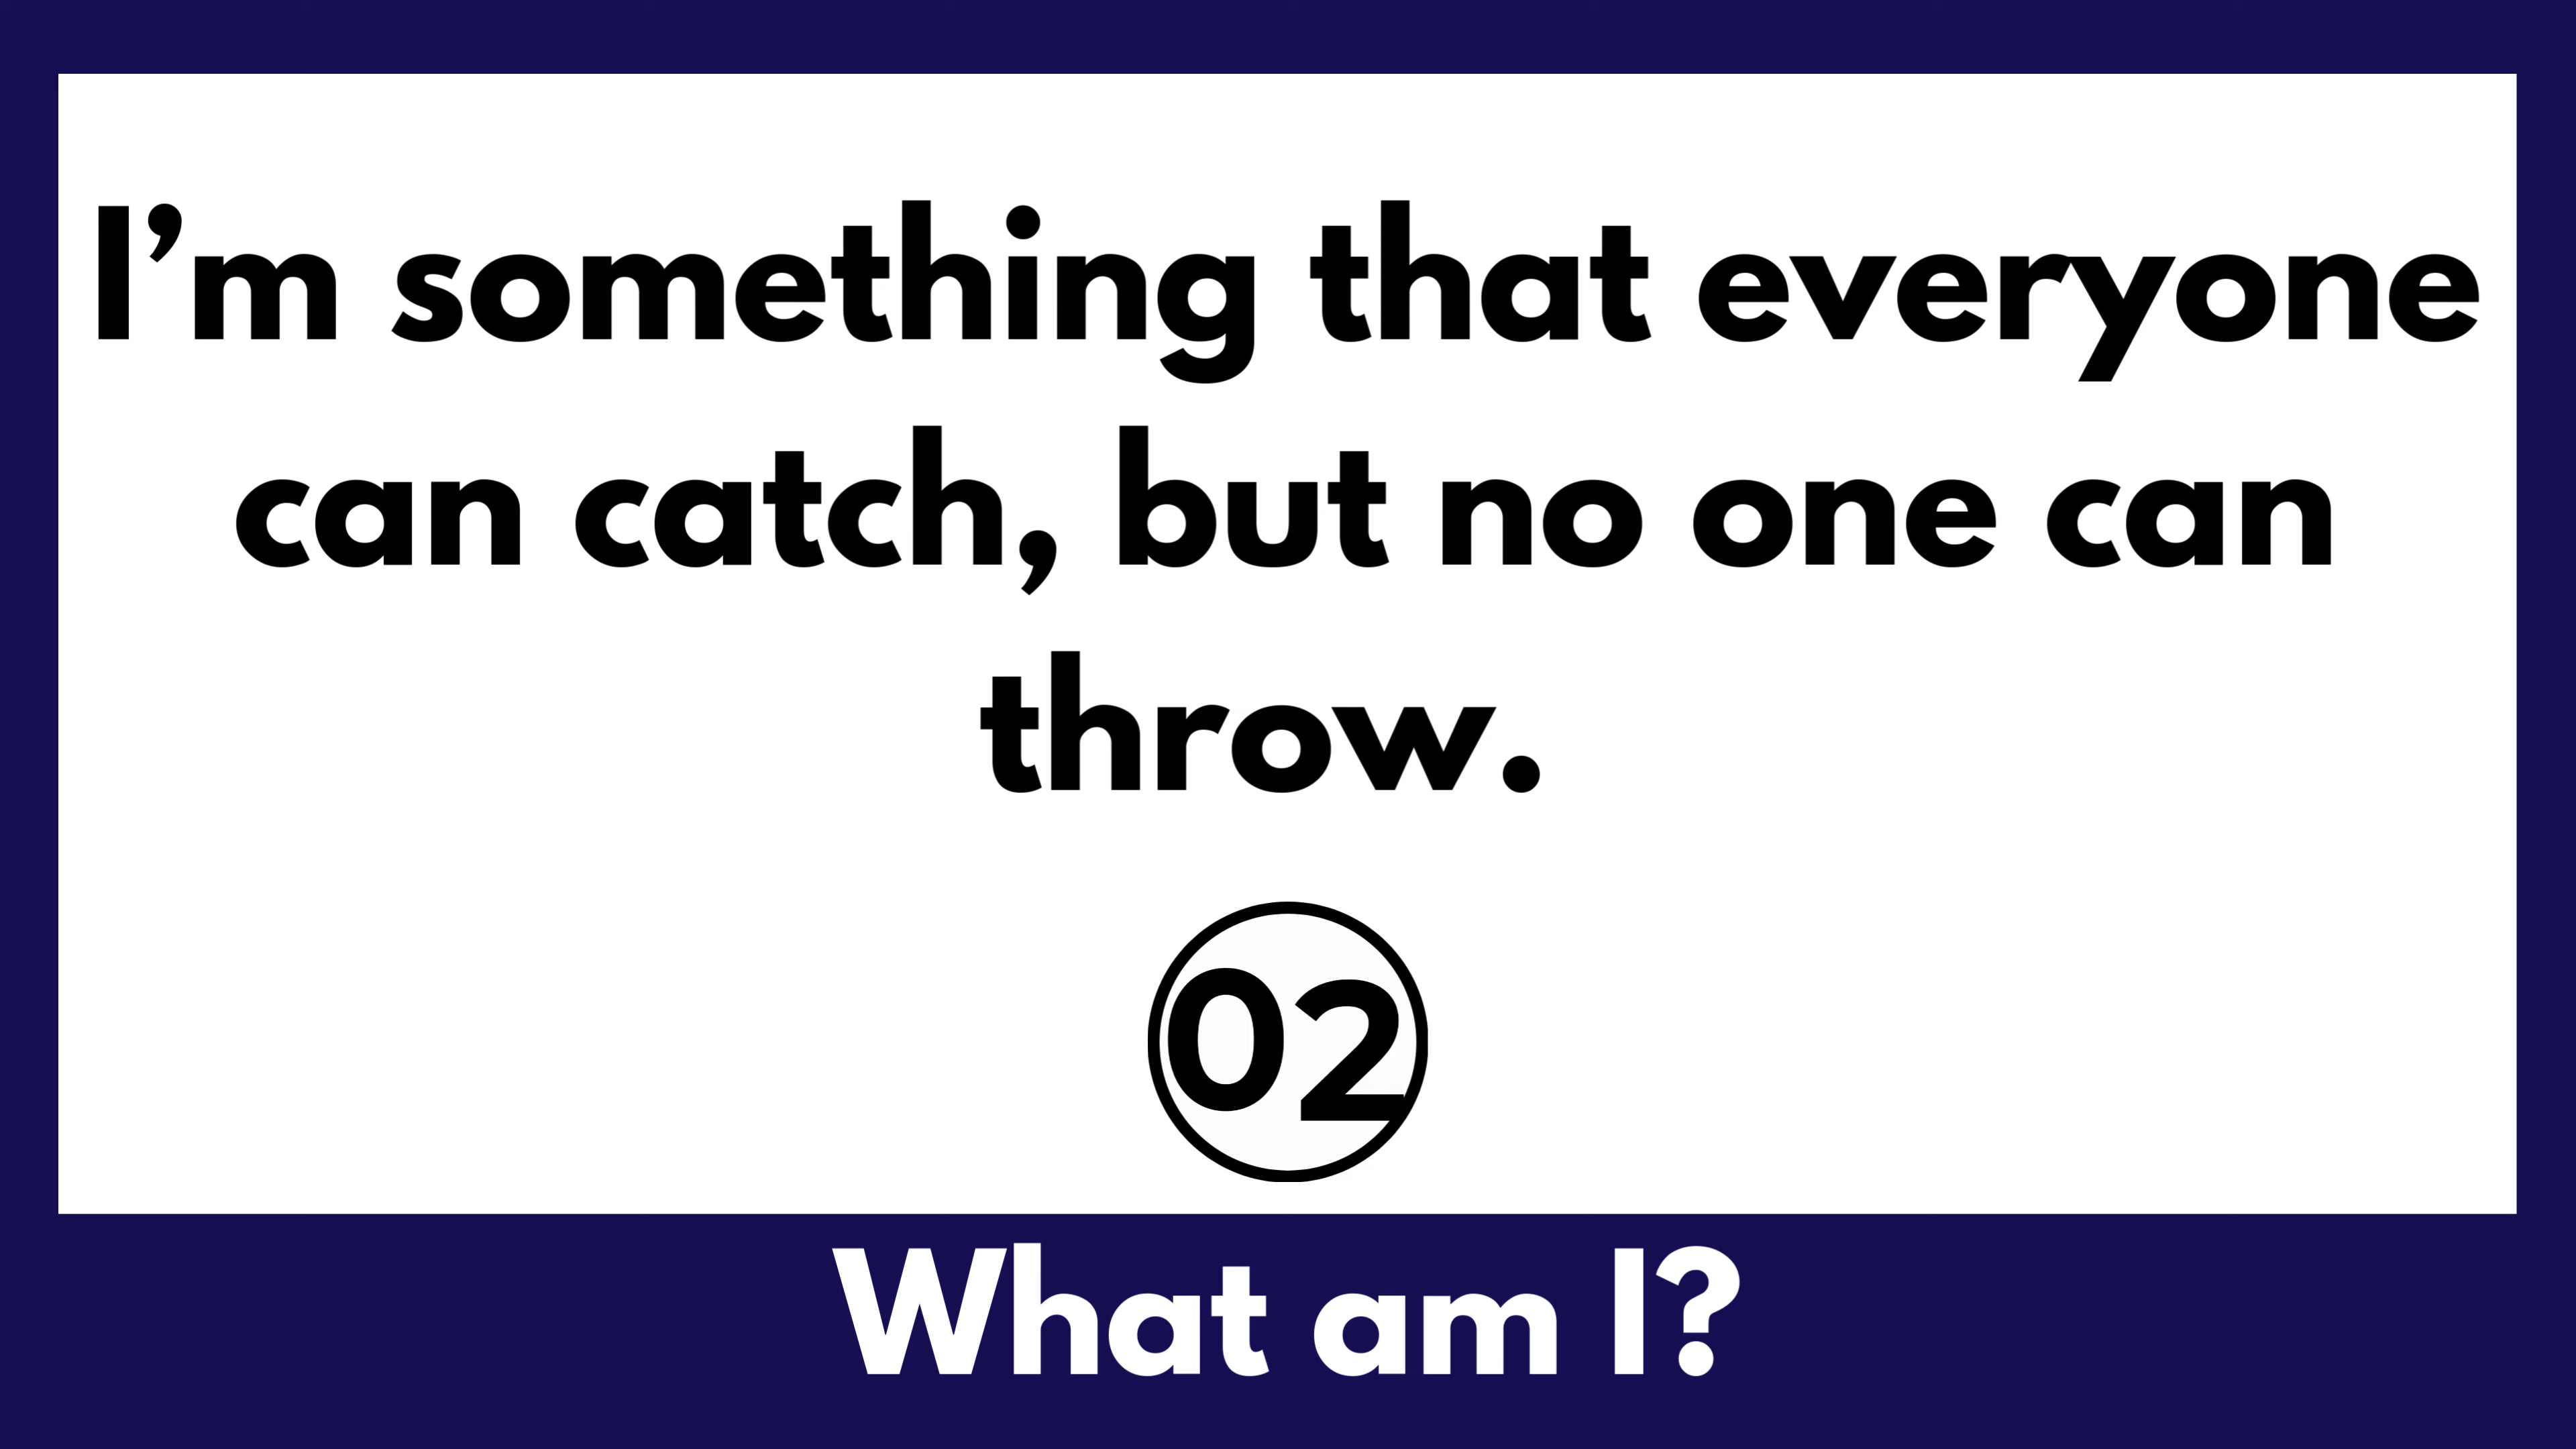 I’m something that everyone
can catch, but no one can
throw.
02
What am I?